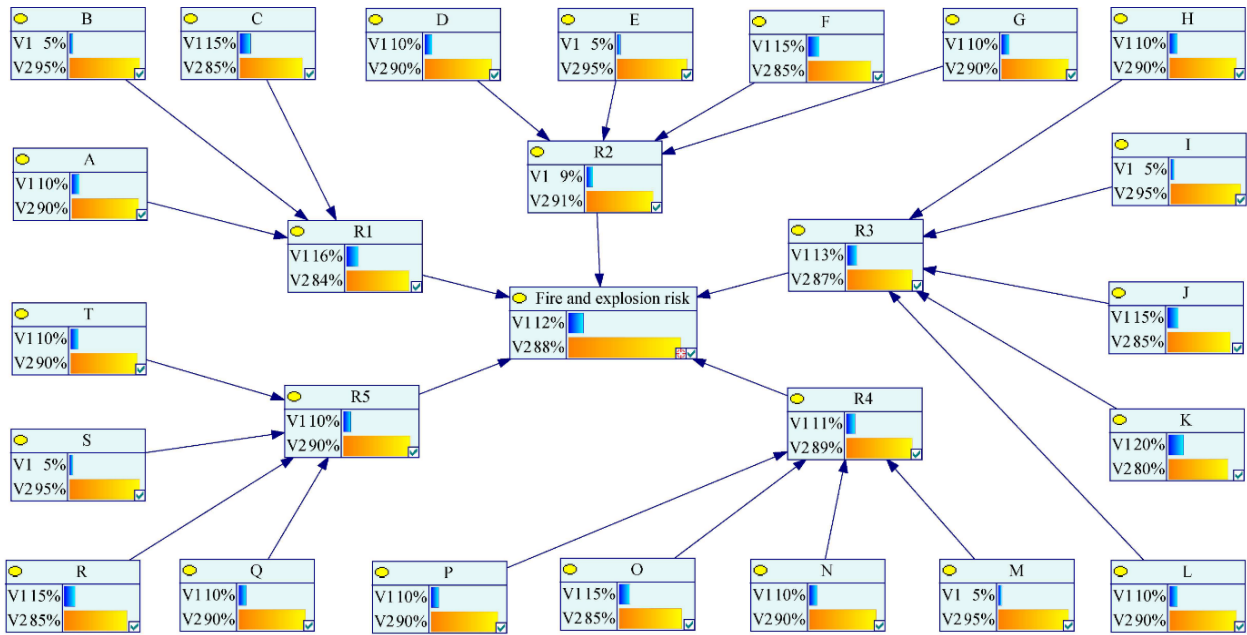 B
V1 5%
V2 95%
C
V1 15%
V2 85%
D
V1 10%
V2 90%
E
V1 5%
V2 95%
F
V1 15%
V2 85%
G
V1 10%
V2 90%
H
V1 10%
V2 90%
A
V1 10%
V2 90%
R2
V1 9%
V2 91%
I
V1 5%
V2 95%
R1
V1 16%
V2 84%
R3
V1 13%
V2 87%
T
V1 10%
V2 90%
Fire and explosion risk
V1 12%
V2 88%
J
V1 15%
V2 85%
R5
V1 10%
V2 90%
R4
V1 11%
V2 89%
S
V1 5%
V2 95%
K
V1 20%
V2 80%
R
V1 15%
V2 85%
Q
V1 10%
V2 90%
P
V1 10%
V2 90%
O
V1 15%
V2 85%
N
V1 10%
V2 90%
M
V1 5%
V2 95%
L
V1 10%
V2 90%